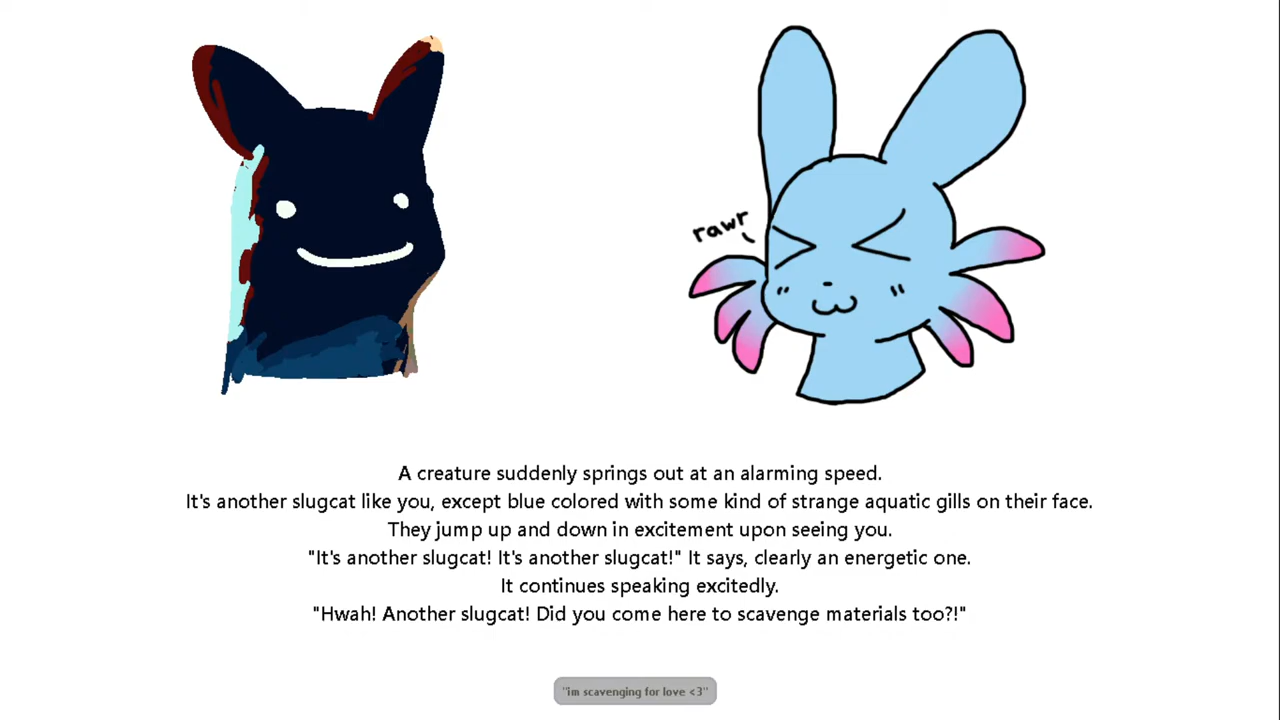 rawr
A creature suddenly springs out at an alarming speed.
It's another slugcat like you, except blue colored with some kind of strange aquatic gills on their face.
They jump up and down in excitement upon seeing you.
"It's another slugcat! It's another slugcat!" It says, clearly an energetic one.
It continues speaking excitedly.
"Hwah! Another slugcat! Did you come here to scavenge materials too?!"
"im scavenging for love <3"